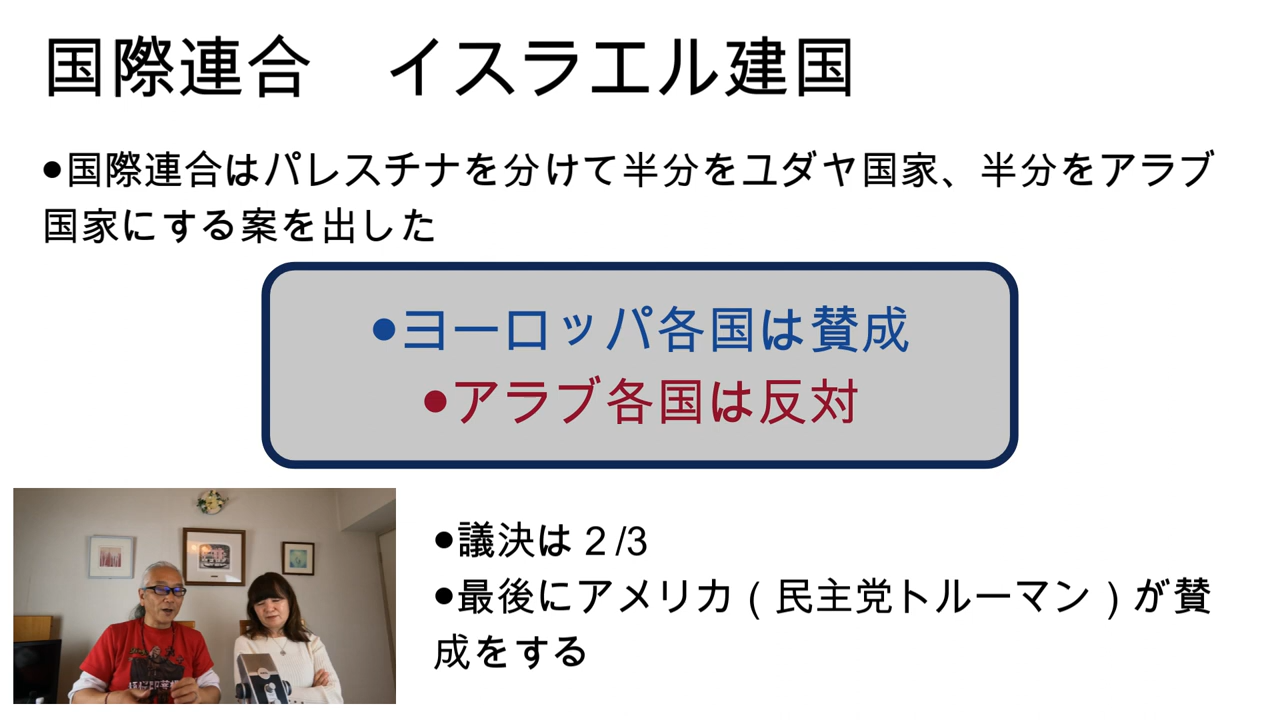 国際連合　イスラエル建国
●国際連合はパレスチナを分けて半分をユダヤ国家、半分をアラブ
国家にする案を出した
●ヨーロッパ各国は賛成
●アラブ各国は反対
●議決は 2 /3
●最後にアメリカ ( 民主党トルーマン ) が賛
成をする